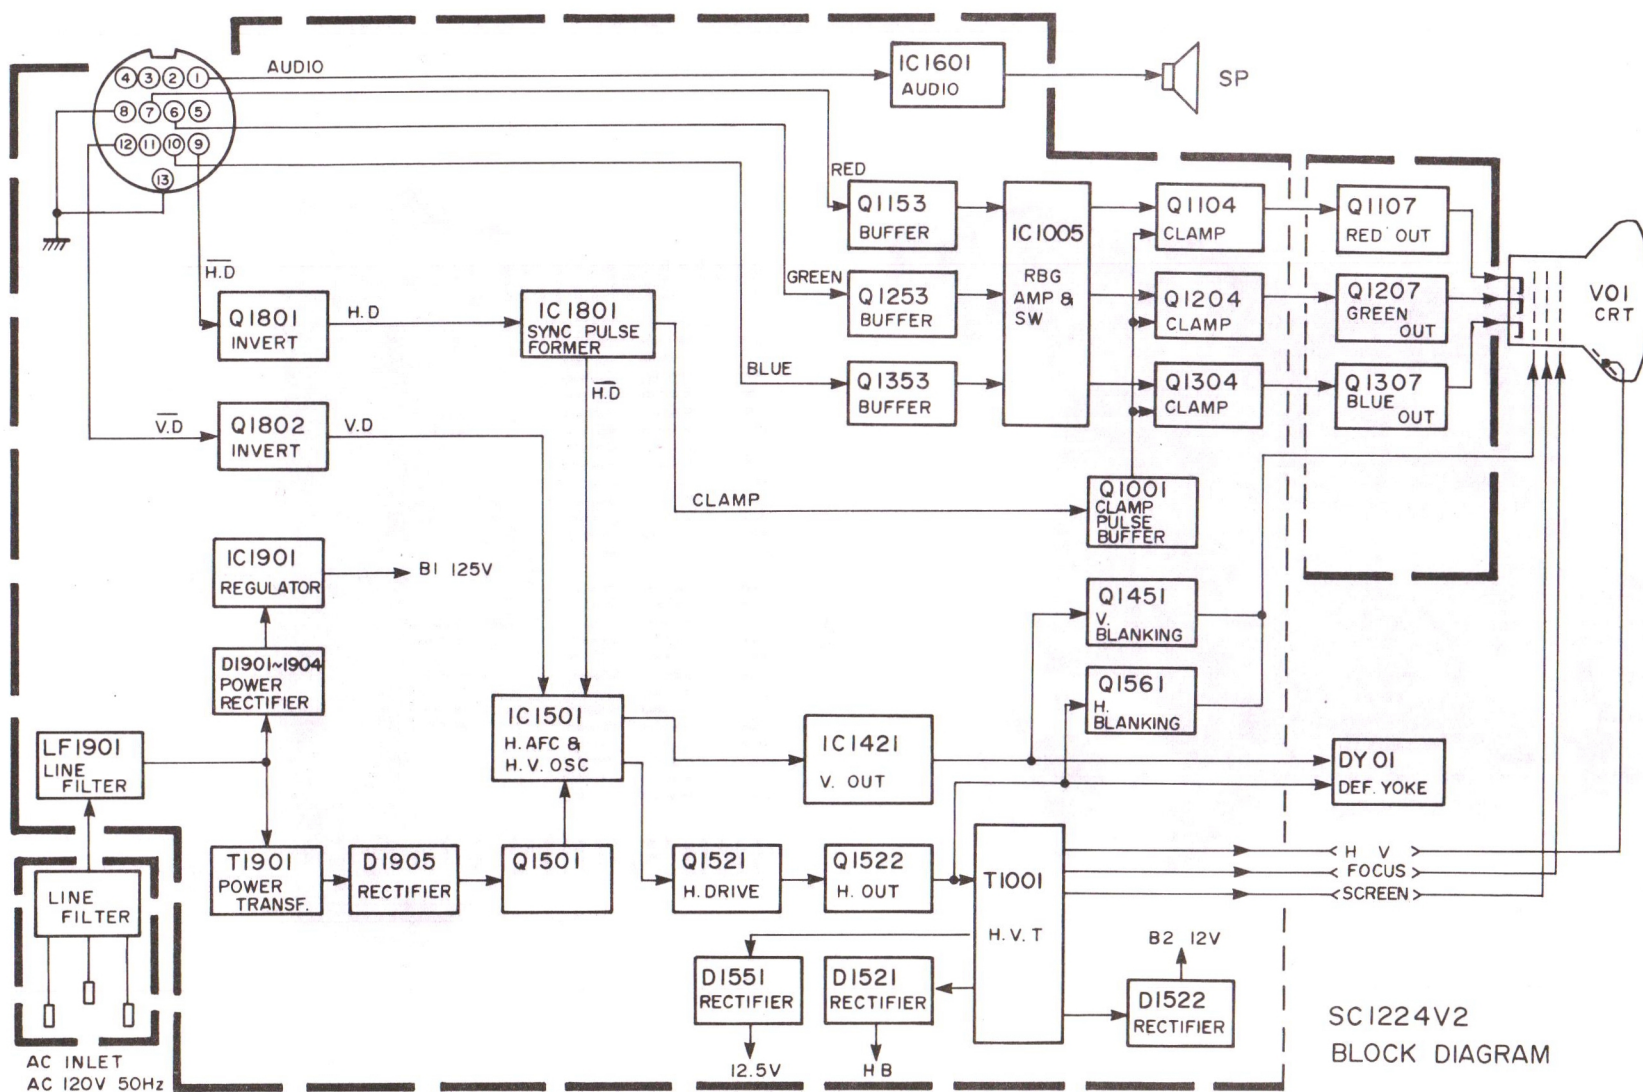 4 3 2 1
8 7 6 5
12 11 10 9
13
AUDIO
IC1601
AUDIO
SP
RED
Q1153
BUFFER
IC1005
RBG
AMP &
SW
Q1104
CLAMP
Q1107
RED OUT
GREEN
Q1253
BUFFER
Q1204
CLAMP
Q1207
GREEN
OUT
V01
CRT
BLUE
Q1353
BUFFER
Q1304
CLAMP
Q1307
BLUE
OUT
H.D
Q1801
INVERT
H.D
IC1801
SYNC PULSE
FORMER
H.D
V.D
Q1802
INVERT
V.D
CLAMP
Q1001
CLAMP
PULSE
BUFFER
IC1901
REGULATOR
B1 125V
Q1451
V.
BLANKING
D1901~1904
POWER
RECTIFIER
Q1561
H.
BLANKING
LF1901
LINE
FILTER
IC1501
H. AFC &
H. V. OSC
IC1421
V. OUT
DY01
DEF. YOKE
T1901
POWER
TRANSF.
D1905
RECTIFIER
Q1501
Q1521
H. DRIVE
Q1522
H. OUT
T1001
H. V. T
H V
FOCUS
SCREEN
LINE
FILTER
D1551
RECTIFIER
12.5V
D1521
RECTIFIER
HB
B2 12V
D1522
RECTIFIER
AC INLET
AC 120V 50Hz
SC1224V2
BLOCK DIAGRAM